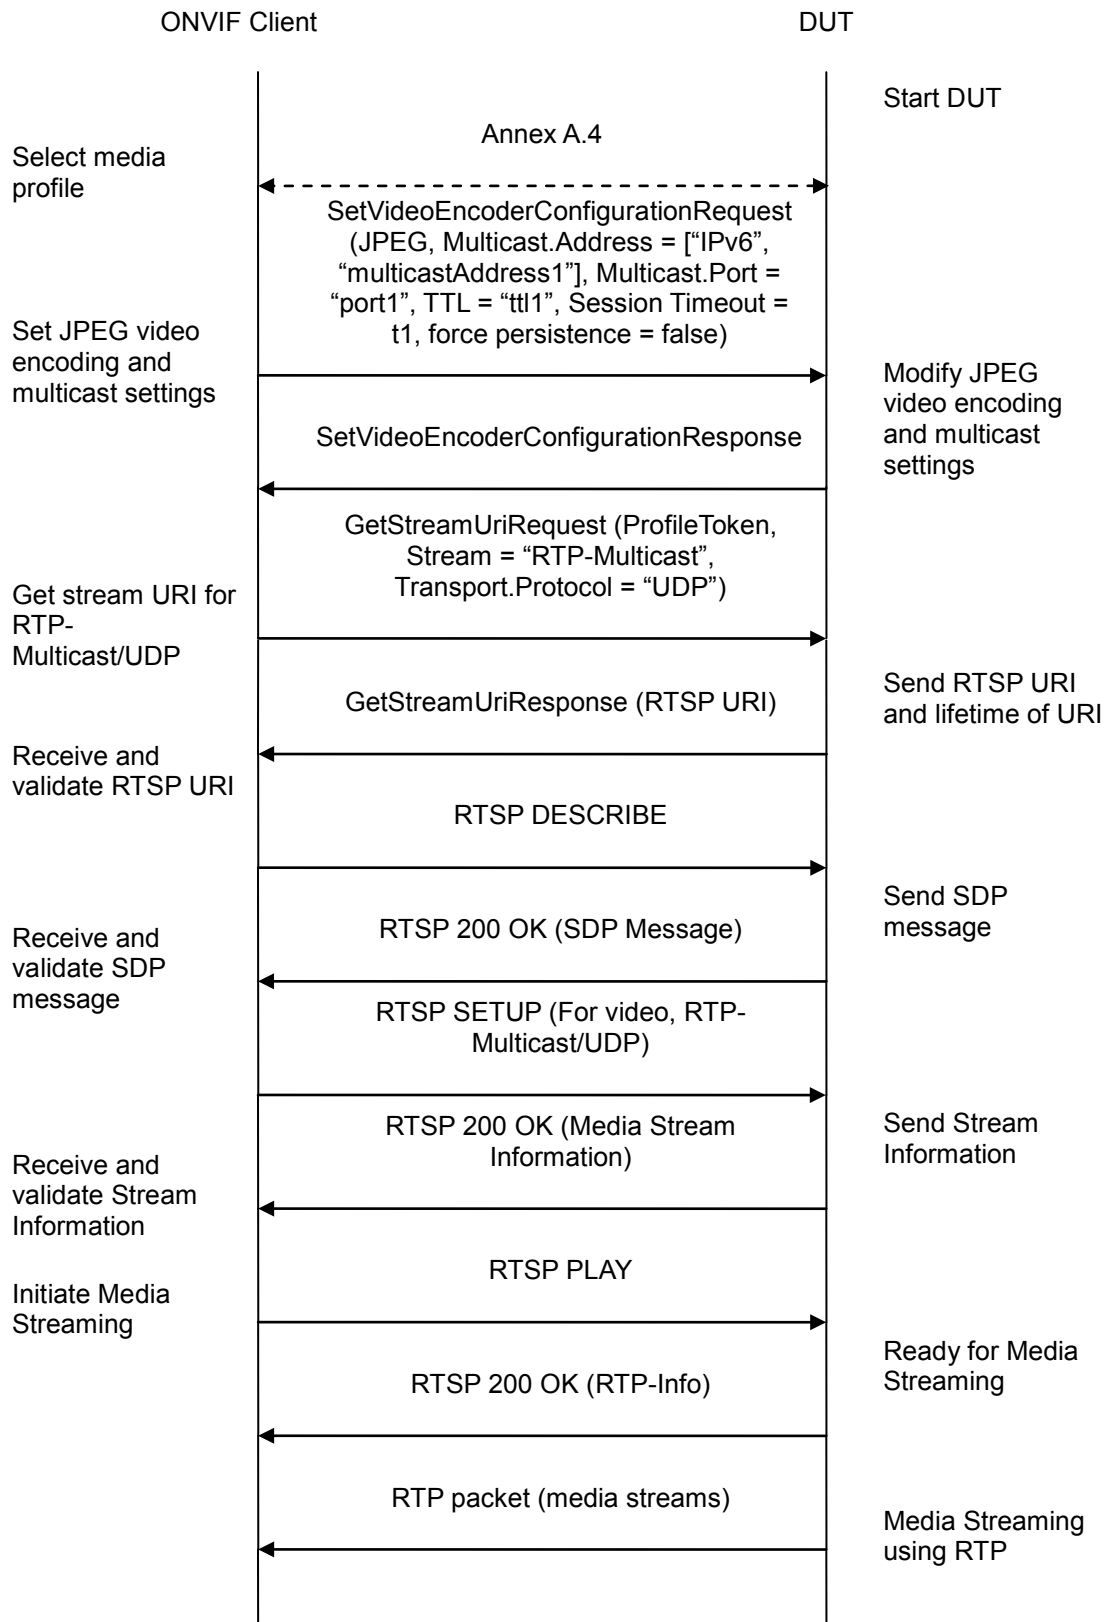 ONVIF Client
DUT
Start DUT
Annex A.4
Select media
profile
SetVideoEncoderConfigurationRequest
(JPEG, Multicast.Address = [“IPv6”,
“multicastAddress1”], Multicast.Port =
“port1”, TTL = “ttl1”, Session Timeout =
t1, force persistence = false)
Set JPEG video
encoding and
multicast settings
Modify JPEG
video encoding
and multicast
settings
SetVideoEncoderConfigurationResponse
GetStreamUriRequest (ProfileToken,
Stream = “RTP-Multicast”,
Transport.Protocol = “UDP”)
Get stream URI for
RTP-
Multicast/UDP
GetStreamUriResponse (RTSP URI)
Send RTSP URI
and lifetime of URI
Receive and
validate RTSP URI
RTSP DESCRIBE
Send SDP
message
RTSP 200 OK (SDP Message)
Receive and
validate SDP
message
RTSP SETUP (For video, RTP-
Multicast/UDP)
RTSP 200 OK (Media Stream
Information)
Send Stream
Information
Receive and
validate Stream
Information
RTSP PLAY
Initiate Media
Streaming
Ready for Media
Streaming
RTSP 200 OK (RTP-Info)
RTP packet (media streams)
Media Streaming
using RTP